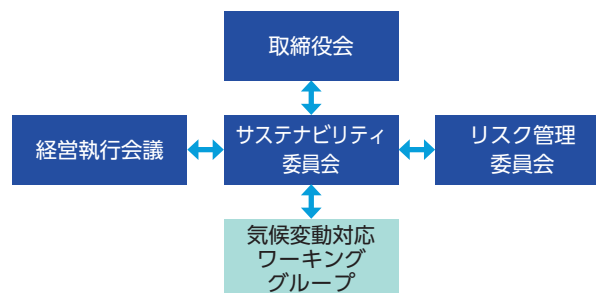 取締役会
経営執行会議
サステナビリティ
委員会
リスク管理
委員会
気候変動対応
ワーキング
グループ